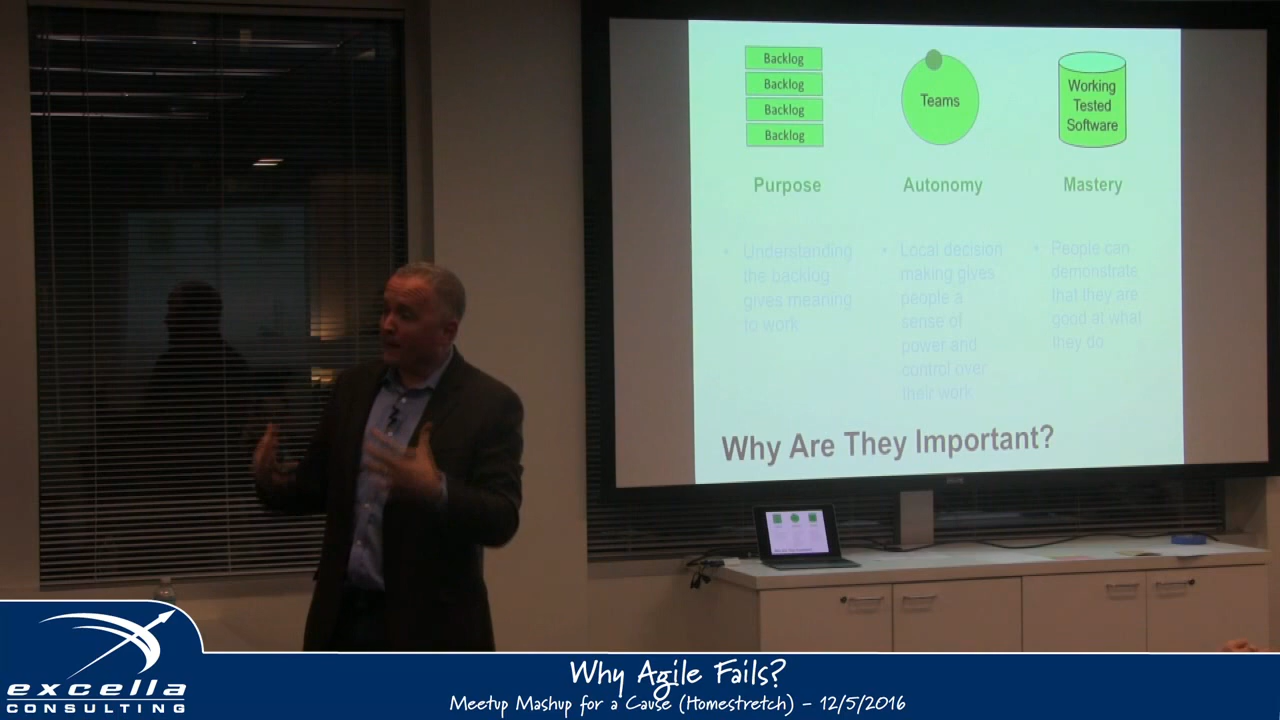 Backlog
Backlog
Backlog
Backlog
Teams
Working
Tested
Software
Purpose
Autonomy
Mastery
• Understanding
the backlog
gives meaning
to work
• Local decision
making gives
people a
sense of
power and
control over
their work
• People can
demonstrate
that they are
good at what
they do
Why Are They Important?
excella
CONSULTING
Why Agile Fails?
Meetup Mashup for a Cause (Homestretch) - 12/5/2016